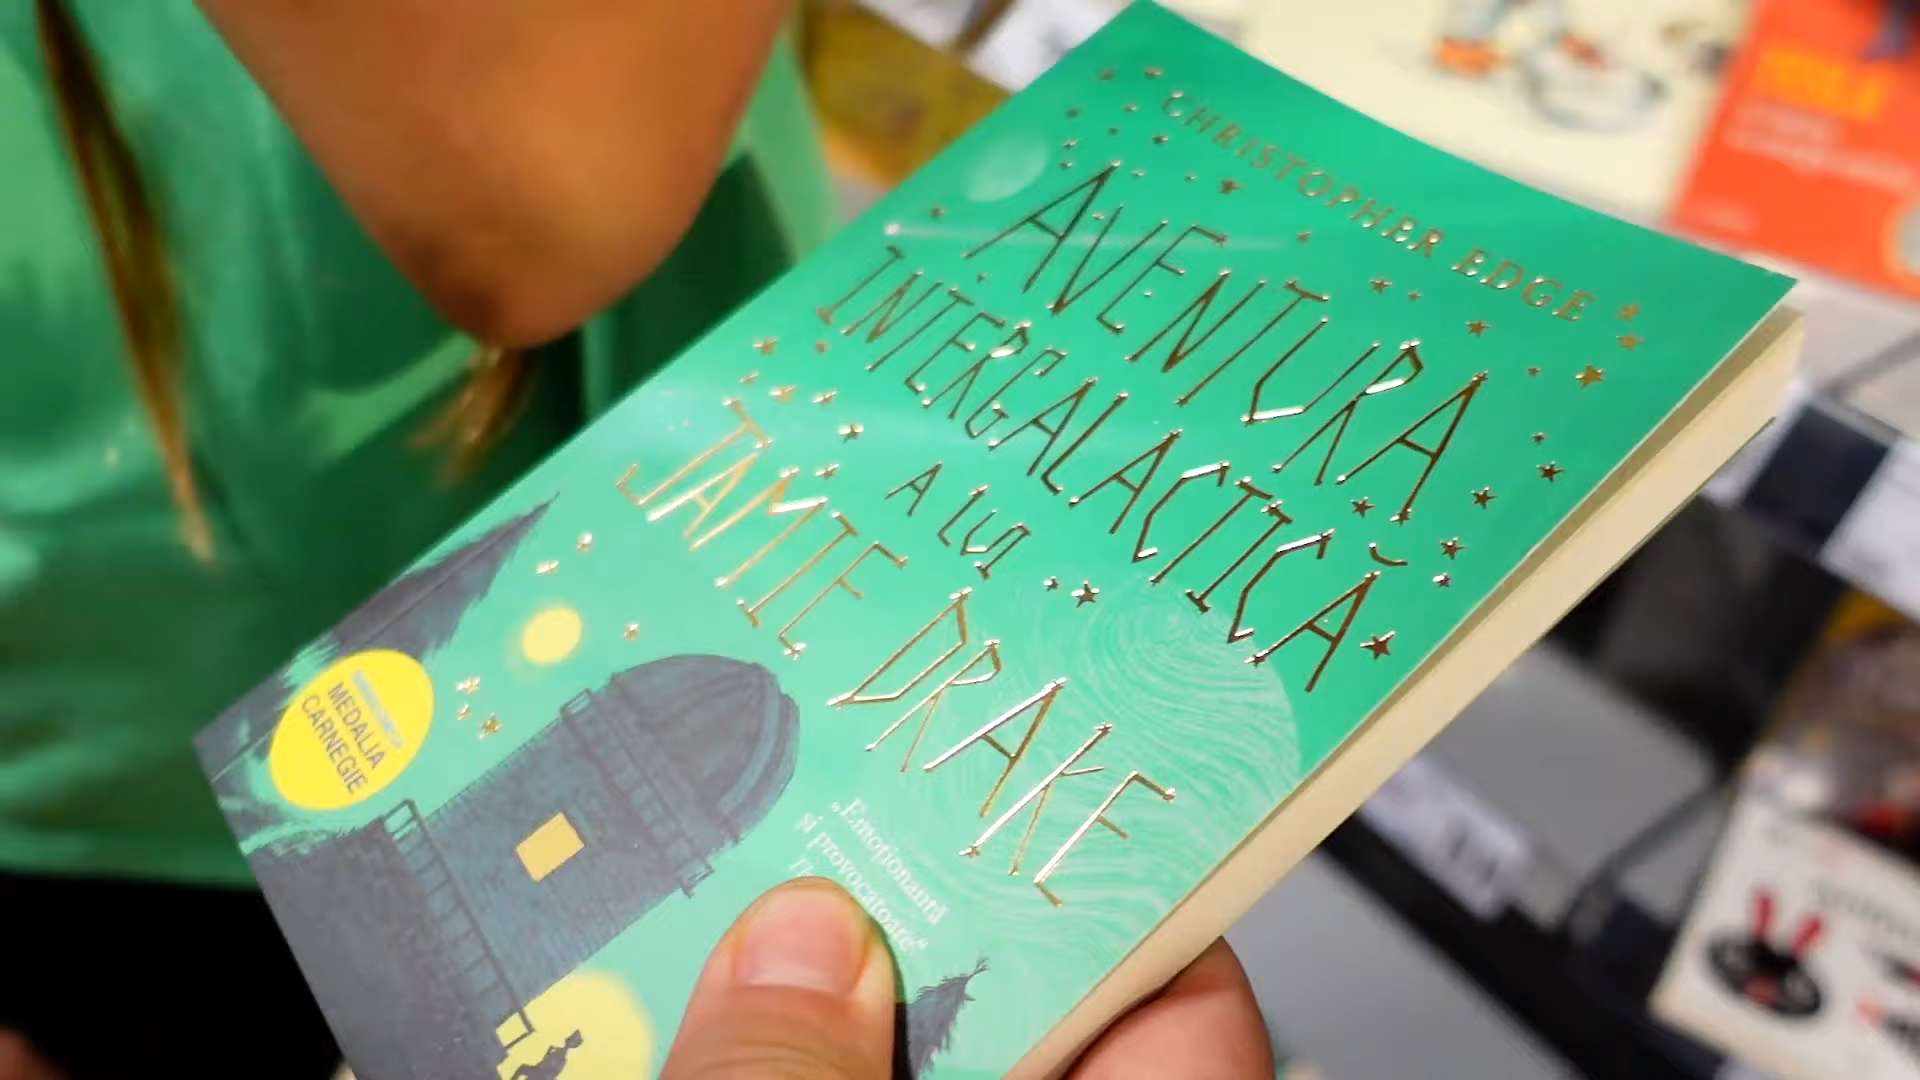 CHRISTOPHER EDGE
AVENTURA
INTERGALACTICĂ
A LUI
JAMIE DRAKE
MEDALIA
CARNEGIE
„Emoționantă
și provocatoare”